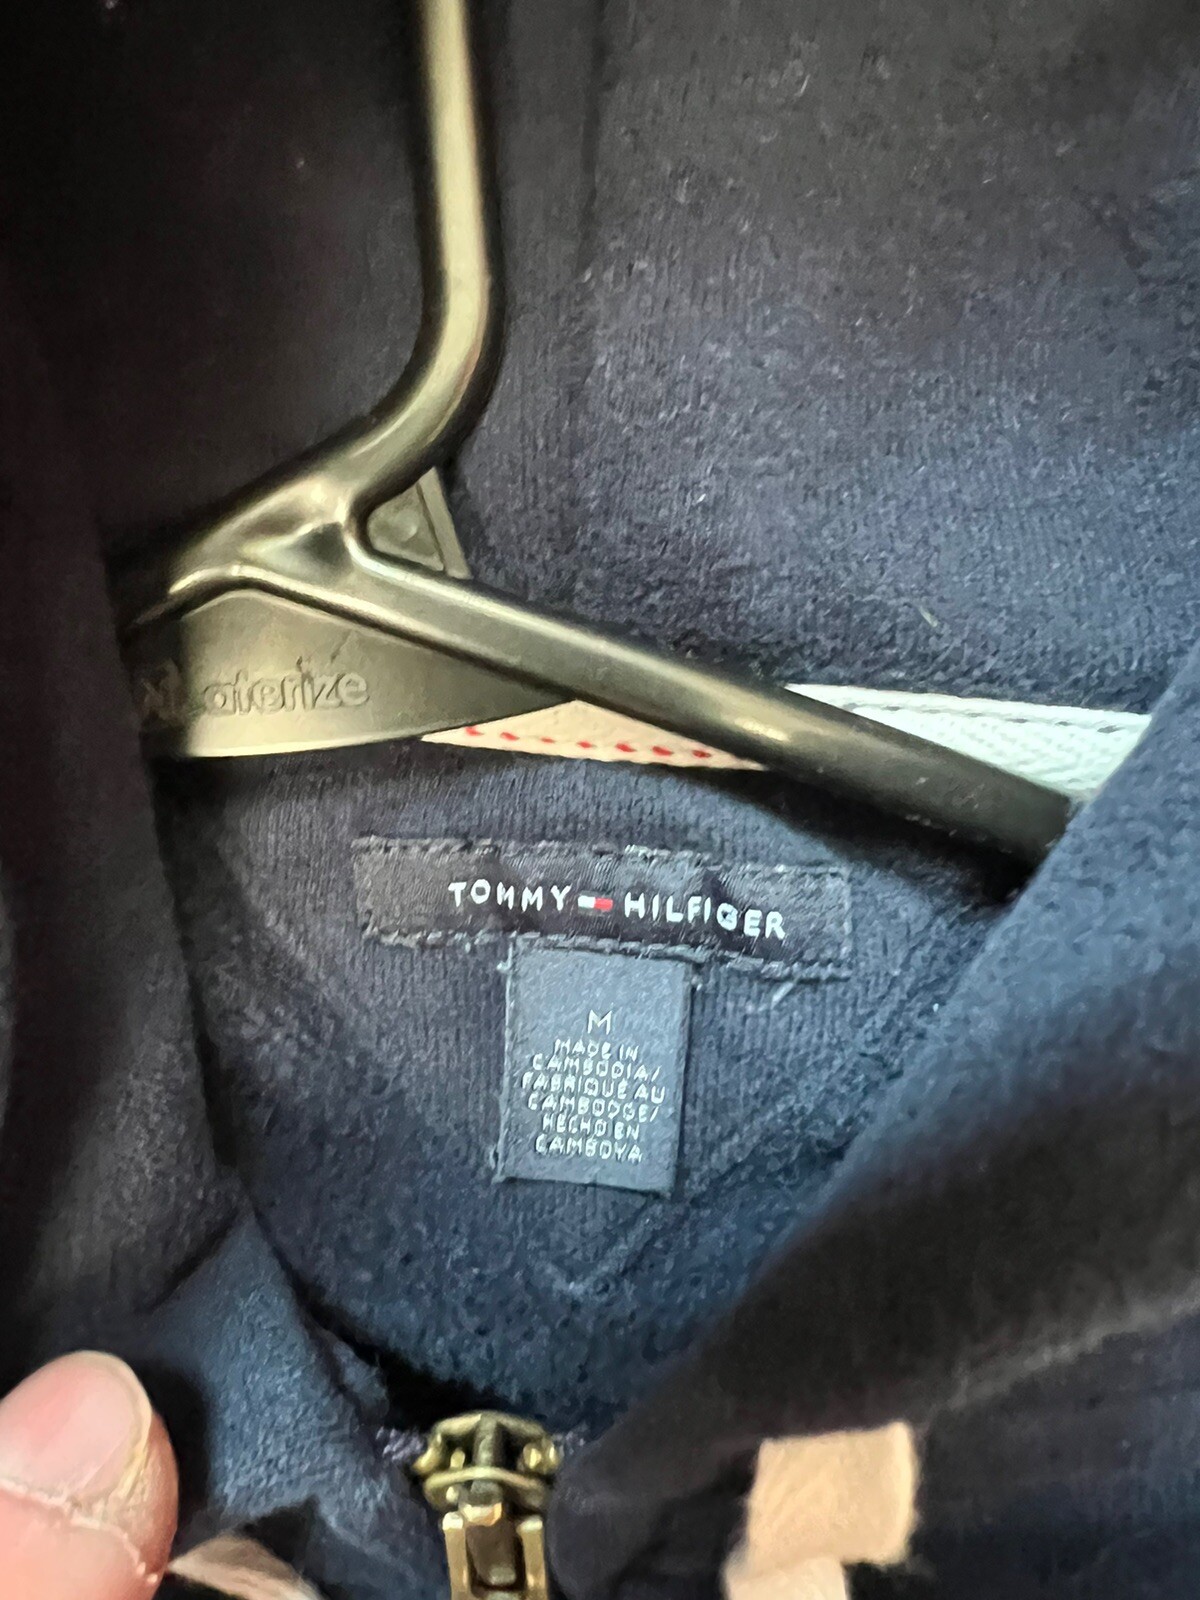 TOMMY HILFIGER
M
MADE IN
CAMBODIA/
FABRIQUE AU
CAMBODGE/
HECHO EN
CAMBOYA